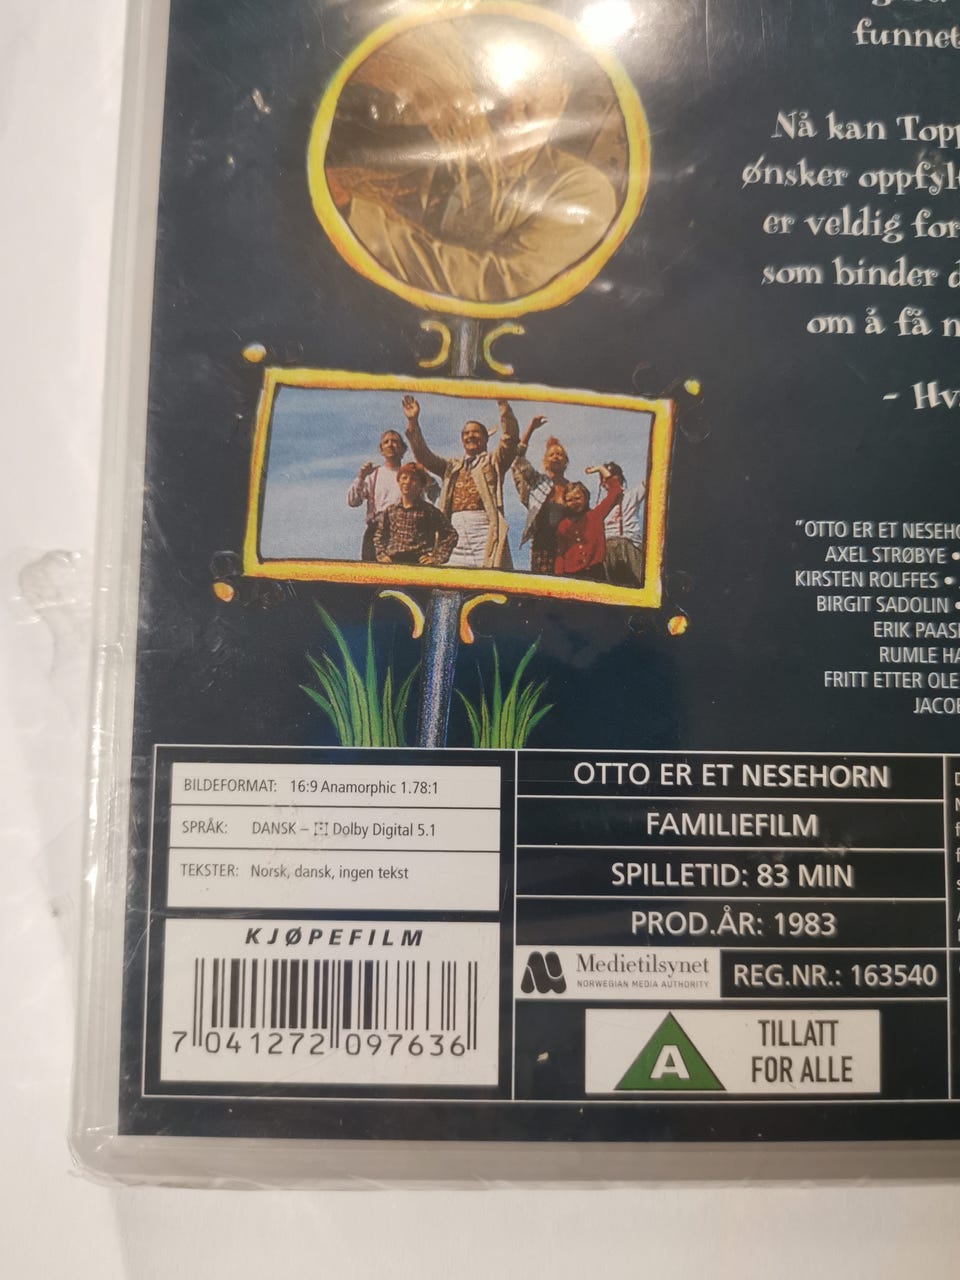 funnet
Nå kan Topp
ønsker oppfyl
er veldig for
som binder d
om å få n
- Hv
"OTTO ER ET NESEHO
AXEL STRØBYE •
KIRSTEN ROLFFES •
BIRGIT SADOLIN •
ERIK PAAS
RUMLE HA
FRITT ETTER OLE
JACOB
BILDEFORMAT: 16:9 Anamorphic 1.78:1
SPRÅK: DANSK – Dolby Digital 5.1
TEKSTER: Norsk, dansk, ingen tekst
KJØPEFILM
7 041272 097636
OTTO ER ET NESEHORN
FAMILIEFILM
SPILLETID: 83 MIN
PROD.ÅR: 1983
Medietilsynet
NORWEGIAN MEDIA AUTHORITY
REG.NR.: 163540
A
TILLATT
FOR ALLE